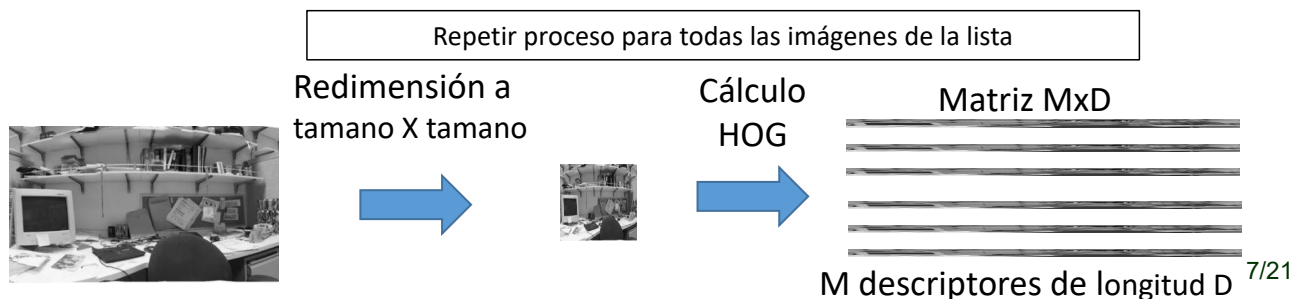 Repetir proceso para todas las imágenes de la lista
Redimensión a
tamano X tamano
Cálculo
HOG
Matriz MxD
M descriptores de longitud D
7/21